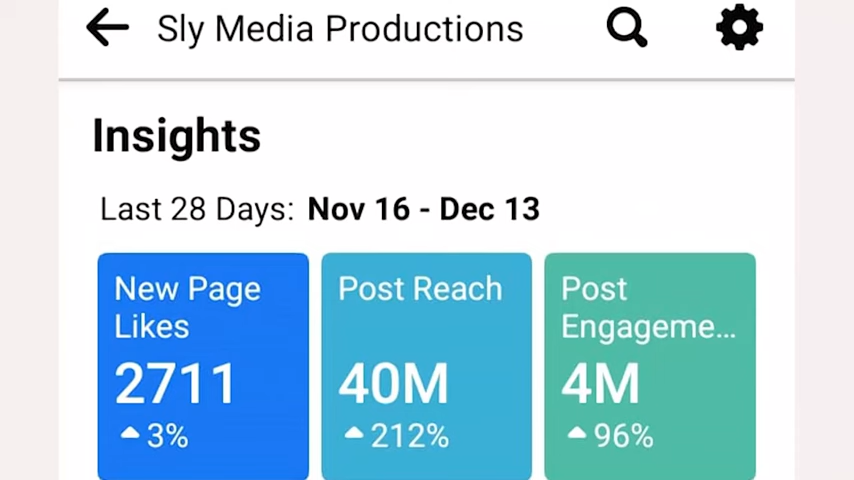 Sly Media Productions
Insights
Last 28 Days: Nov 16 - Dec 13
New Page
Likes
2711
3%
Post Reach
40M
212%
Post
Engageme...
4M
96%